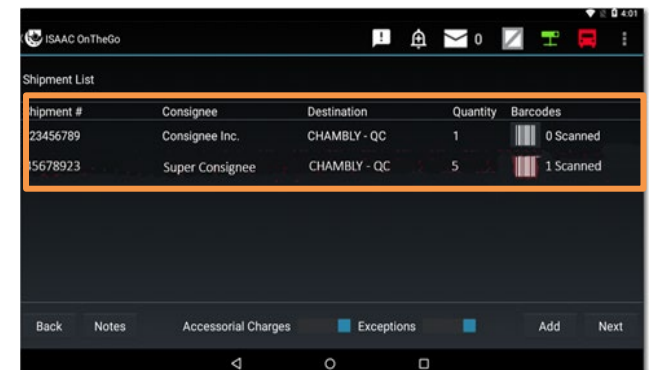 4:01
ISAAC OnTheGo 0
Shipment List
Shipment # Consignee Destination Quantity Barcodes
23456789 Consignee Inc. CHAMBLY - QC 1 0 Scanned
45678923 Super Consignee CHAMBLY - QC 5 1 Scanned
Back Notes Accessorial Charges Exceptions Add Next